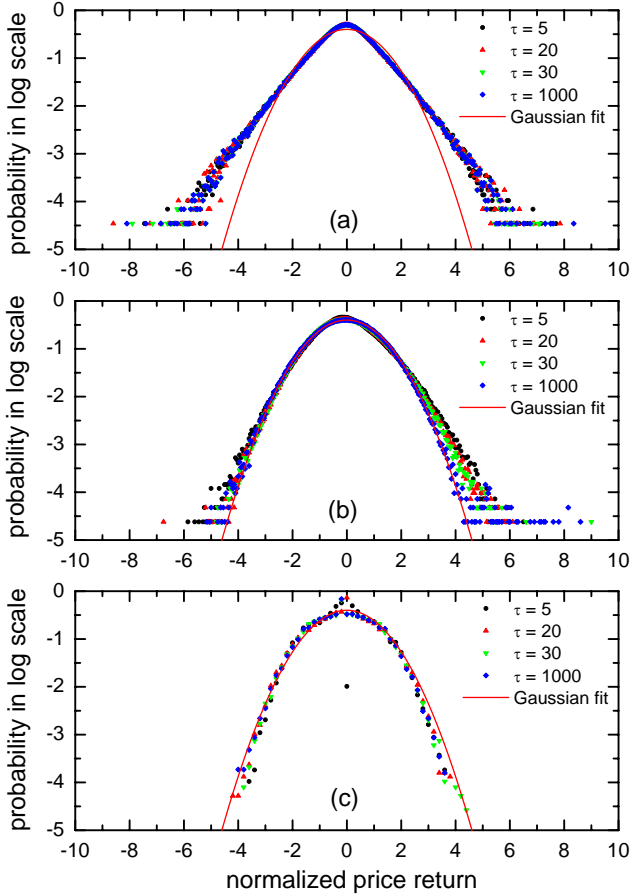 probability in log scale
0
-1
-2
-3
-4
-5
τ = 5
τ = 20
τ = 30
τ = 1000
Gaussian fit
(a)
-10 -8 -6 -4 -2 0 2 4 6 8 10
probability in log scale
0
-1
-2
-3
-4
-5
τ = 5
τ = 20
τ = 30
τ = 1000
Gaussian fit
(b)
-10 -8 -6 -4 -2 0 2 4 6 8 10
probability in log scale
0
-1
-2
-3
-4
-5
τ = 5
τ = 20
τ = 30
τ = 1000
Gaussian fit
(c)
-10 -8 -6 -4 -2 0 2 4 6 8 10
normalized price return